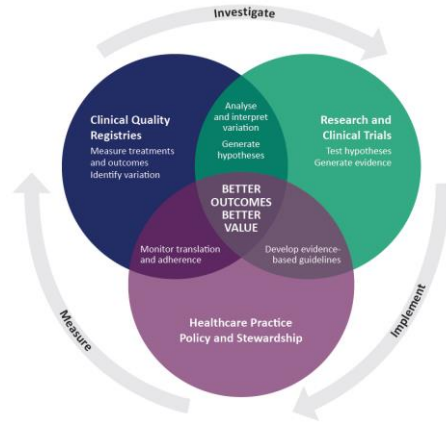 Investigate
Clinical Quality
Registries
Measure treatments
and outcomes
Identify variation
Analyse
and interpret
variation
Generate
hypotheses
Research and
Clinical Trials
Test hypotheses
Generate evidence
BETTER
OUTCOMES
BETTER
VALUE
Monitor translation
and adherence
Develop evidence-
based guidelines
Healthcare Practice
Policy and Stewardship
Measure
Implement